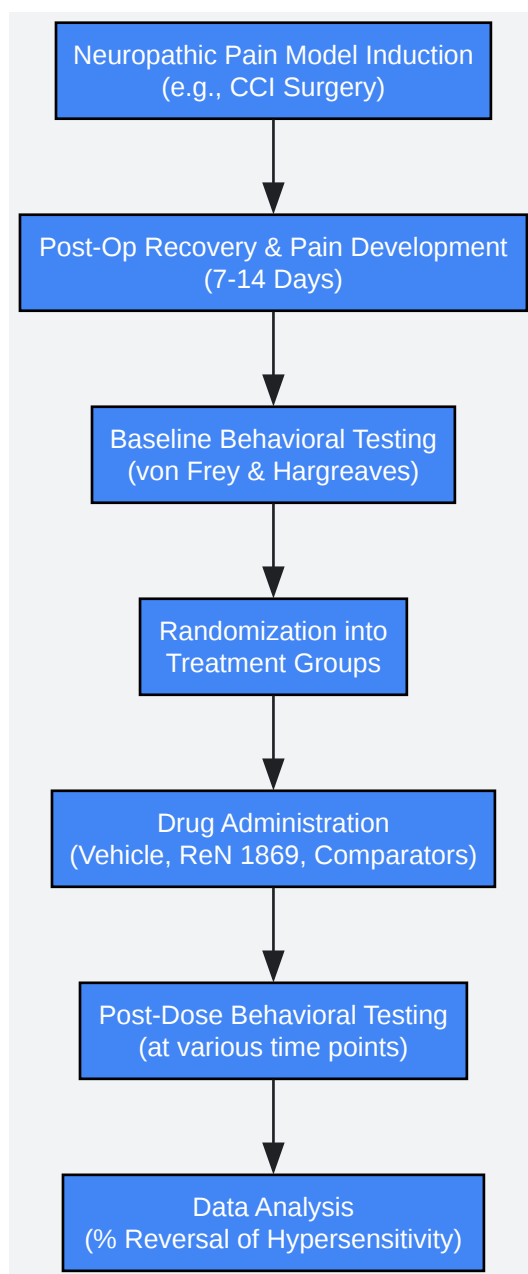 Neuropathic Pain Model Induction
(e.g., CCI Surgery)
Post-Op Recovery & Pain Development
(7-14 Days)
Baseline Behavioral Testing
(von Frey & Hargreaves)
Randomization into
Treatment Groups
Drug Administration
(Vehicle, ReN 1869, Comparators)
Post-Dose Behavioral Testing
(at various time points)
Data Analysis
(% Reversal of Hypersensitivity)